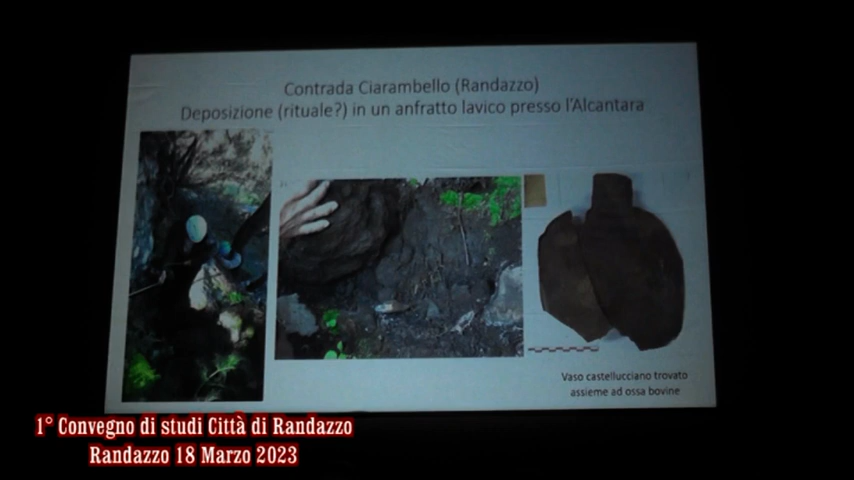 Contrada Ciarambello (Randazzo)
Deposizione (rituale?) in un anfratto lavico presso l'Alcantara
Vaso castellucciano trovato
assieme ad ossa bovine
1° Convegno di studi Città di Randazzo
Randazzo 18 Marzo 2023